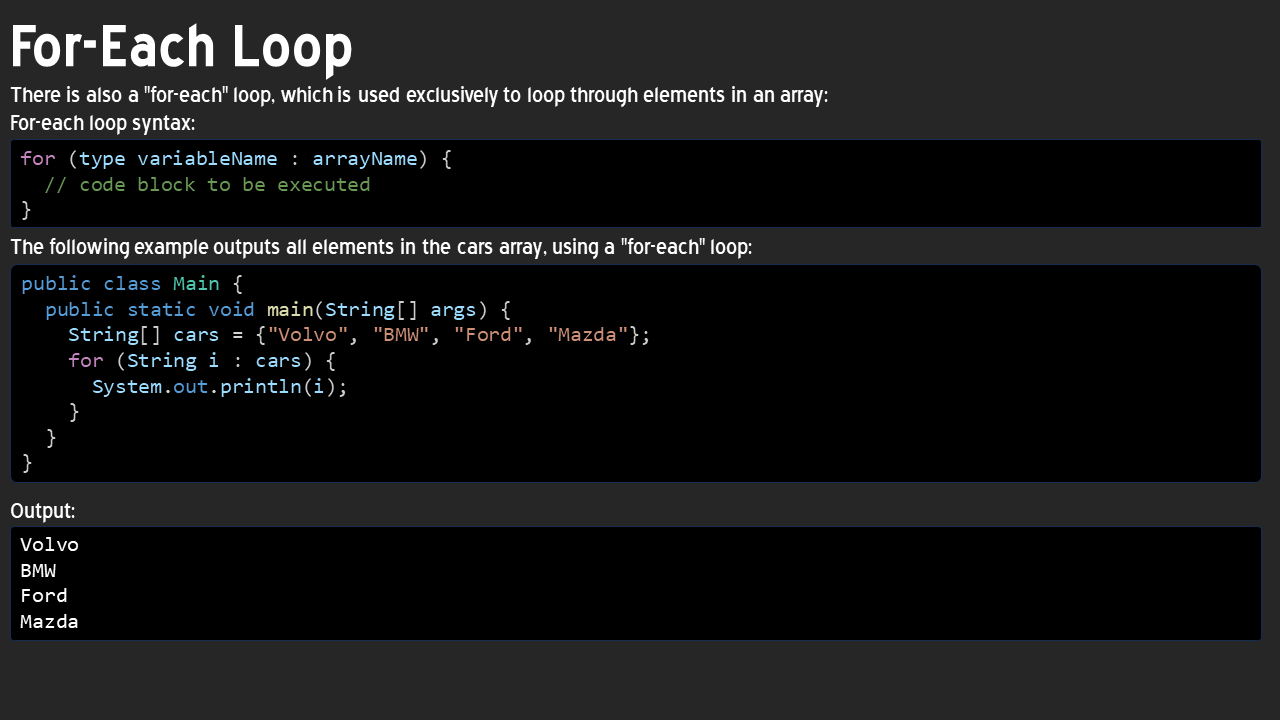 For-Each Loop
There is also a "for-each" loop, which is used exclusively to loop through elements in an array:
For-each loop syntax:
for (type variableName : arrayName) {
  // code block to be executed
}
The following example outputs all elements in the cars array, using a "for-each" loop:
public class Main {
  public static void main(String[] args) {
    String[] cars = {"Volvo", "BMW", "Ford", "Mazda"};
    for (String i : cars) {
      System.out.println(i);
    }
  }
}
Output:
Volvo
BMW
Ford
Mazda